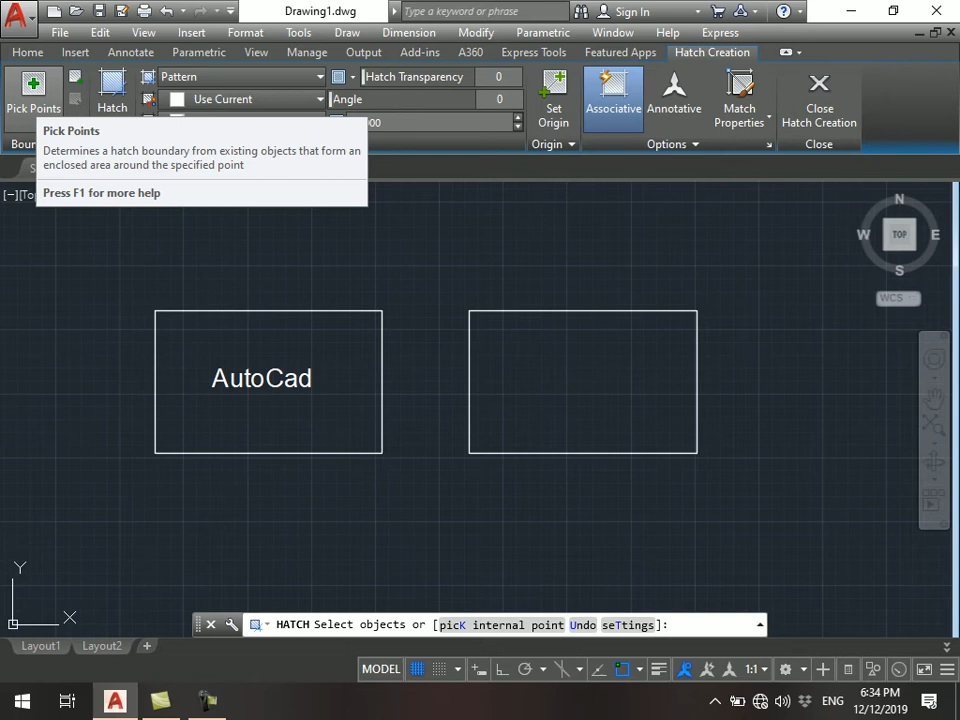 Drawing1.dwg
Type a keyword or phrase
Sign In
File Edit View Insert Format Tools Draw Dimension Modify Parametric Window Help Express
Home Insert Annotate Parametric View Manage Output Add-ins A360 Express Tools Featured Apps Hatch Creation
Pattern
Hatch Transparency 0
Use Current
Angle 0
Pick Points
Hatch
Set
Origin
Associative
Annotative
Match
Properties
Close
Hatch Creation
Origin
Options
Close
Pick Points
Determines a hatch boundary from existing objects that form an
enclosed area around the specified point
Press F1 for more help
N
W TOP E
S
WCS
AutoCad
Y
X
HATCH Select objects or [picK internal point Undo seTtings]:
Layout1 Layout2 +
MODEL
1:1
ENG
6:34 PM
12/12/2019